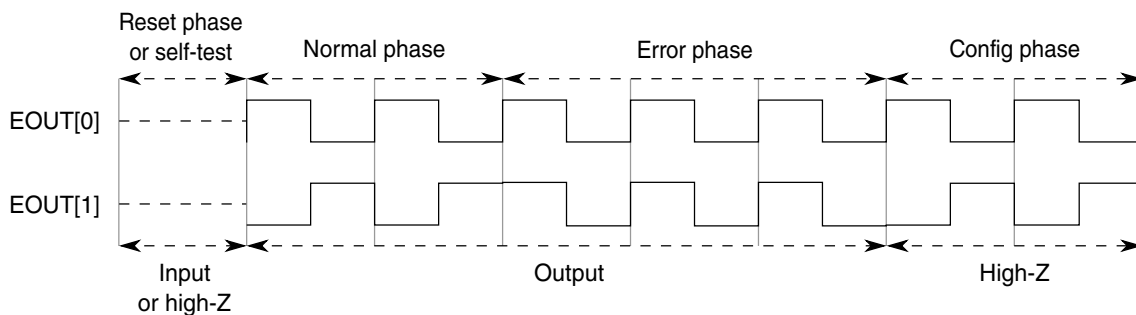 Reset phase
or self-test
Normal phase
Error phase
Config phase
EOUT[0]
EOUT[1]
Input
or high-Z
Output
High-Z